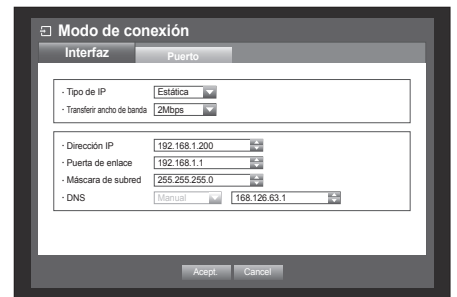 Modo de conexión
Interfaz Puerto
· Tipo de IP Estática
· Transferir ancho de banda 2Mbps
· Dirección IP 192.168.1.200
· Puerta de enlace 192.168.1.1
· Máscara de subred 255.255.255.0
· DNS Manual 168.126.63.1
Acept. Cancel